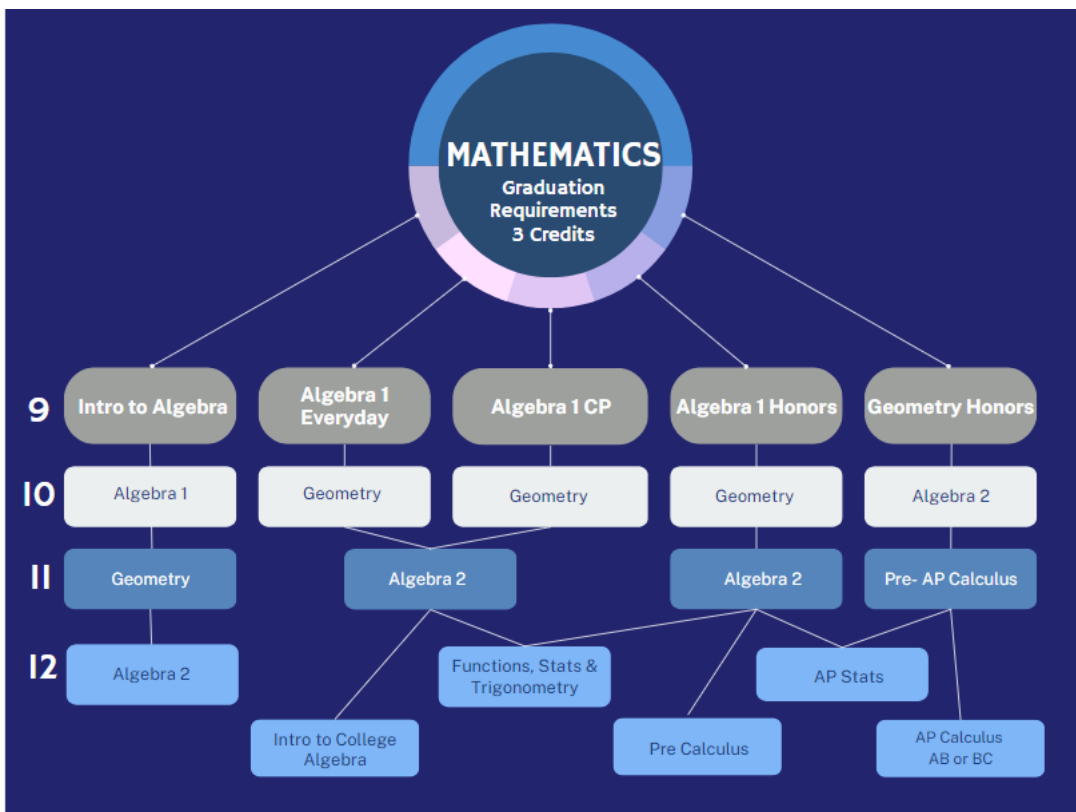 MATHEMATICS
Graduation
Requirements
3 Credits
9
Intro to Algebra
Algebra 1
Everyday
Algebra 1 CP
Algebra 1 Honors
Geometry Honors
10
Algebra 1
Geometry
Geometry
Geometry
Algebra 2
11
Geometry
Algebra 2
Algebra 2
Pre- AP Calculus
12
Algebra 2
Functions, Stats &
Trigonometry
AP Stats
Intro to College
Algebra
Pre Calculus
AP Calculus
AB or BC